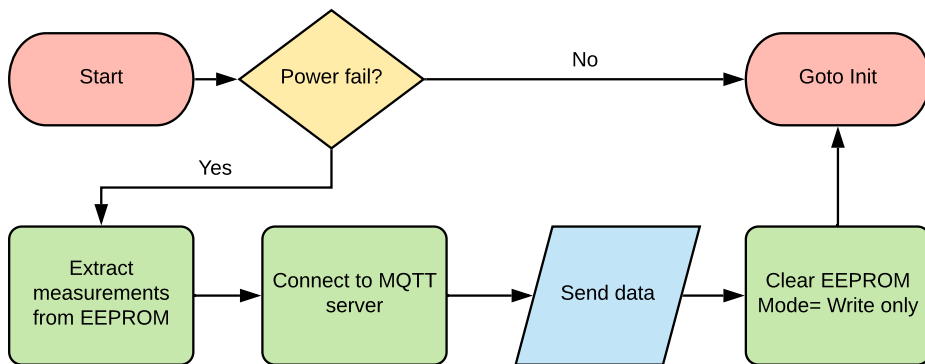 Start
Power fail?
No
Goto Init
Yes
Extract
measurements
from EEPROM
Connect to MQTT
server
Send data
Clear EEPROM
Mode= Write only